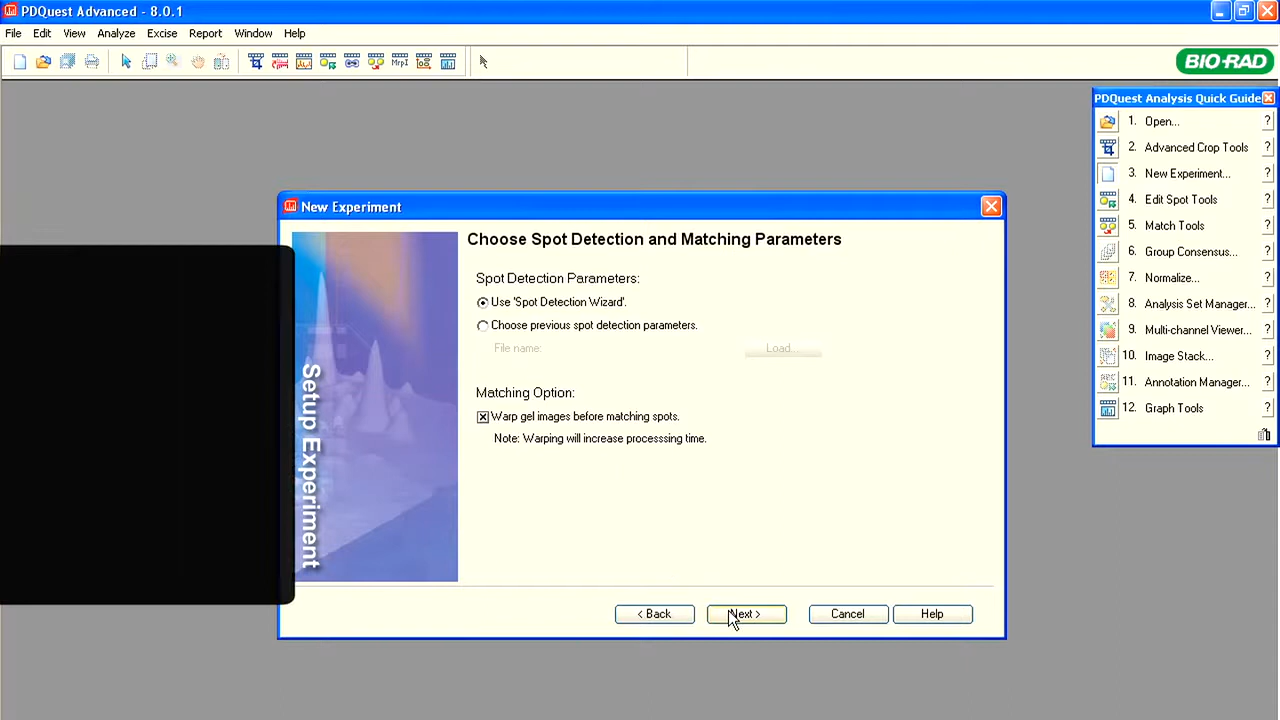 PDQuest Advanced - 8.0.1
File Edit View Analyze Excise Report Window Help
MrpI
BIO-RAD
PDQuest Analysis Quick Guide
1. Open... ?
2. Advanced Crop Tools ?
3. New Experiment... ?
4. Edit Spot Tools ?
5. Match Tools ?
6. Group Consensus... ?
7. Normalize... ?
8. Analysis Set Manager... ?
9. Multi-channel Viewer... ?
10. Image Stack... ?
11. Annotation Manager... ?
12. Graph Tools ?
New Experiment
Setup Experiment
Choose Spot Detection and Matching Parameters
Spot Detection Parameters:
Use 'Spot Detection Wizard'.
Choose previous spot detection parameters.
File name: Load...
Matching Option:
Warp gel images before matching spots.
Note: Warping will increase processsing time.
< Back Next > Cancel Help